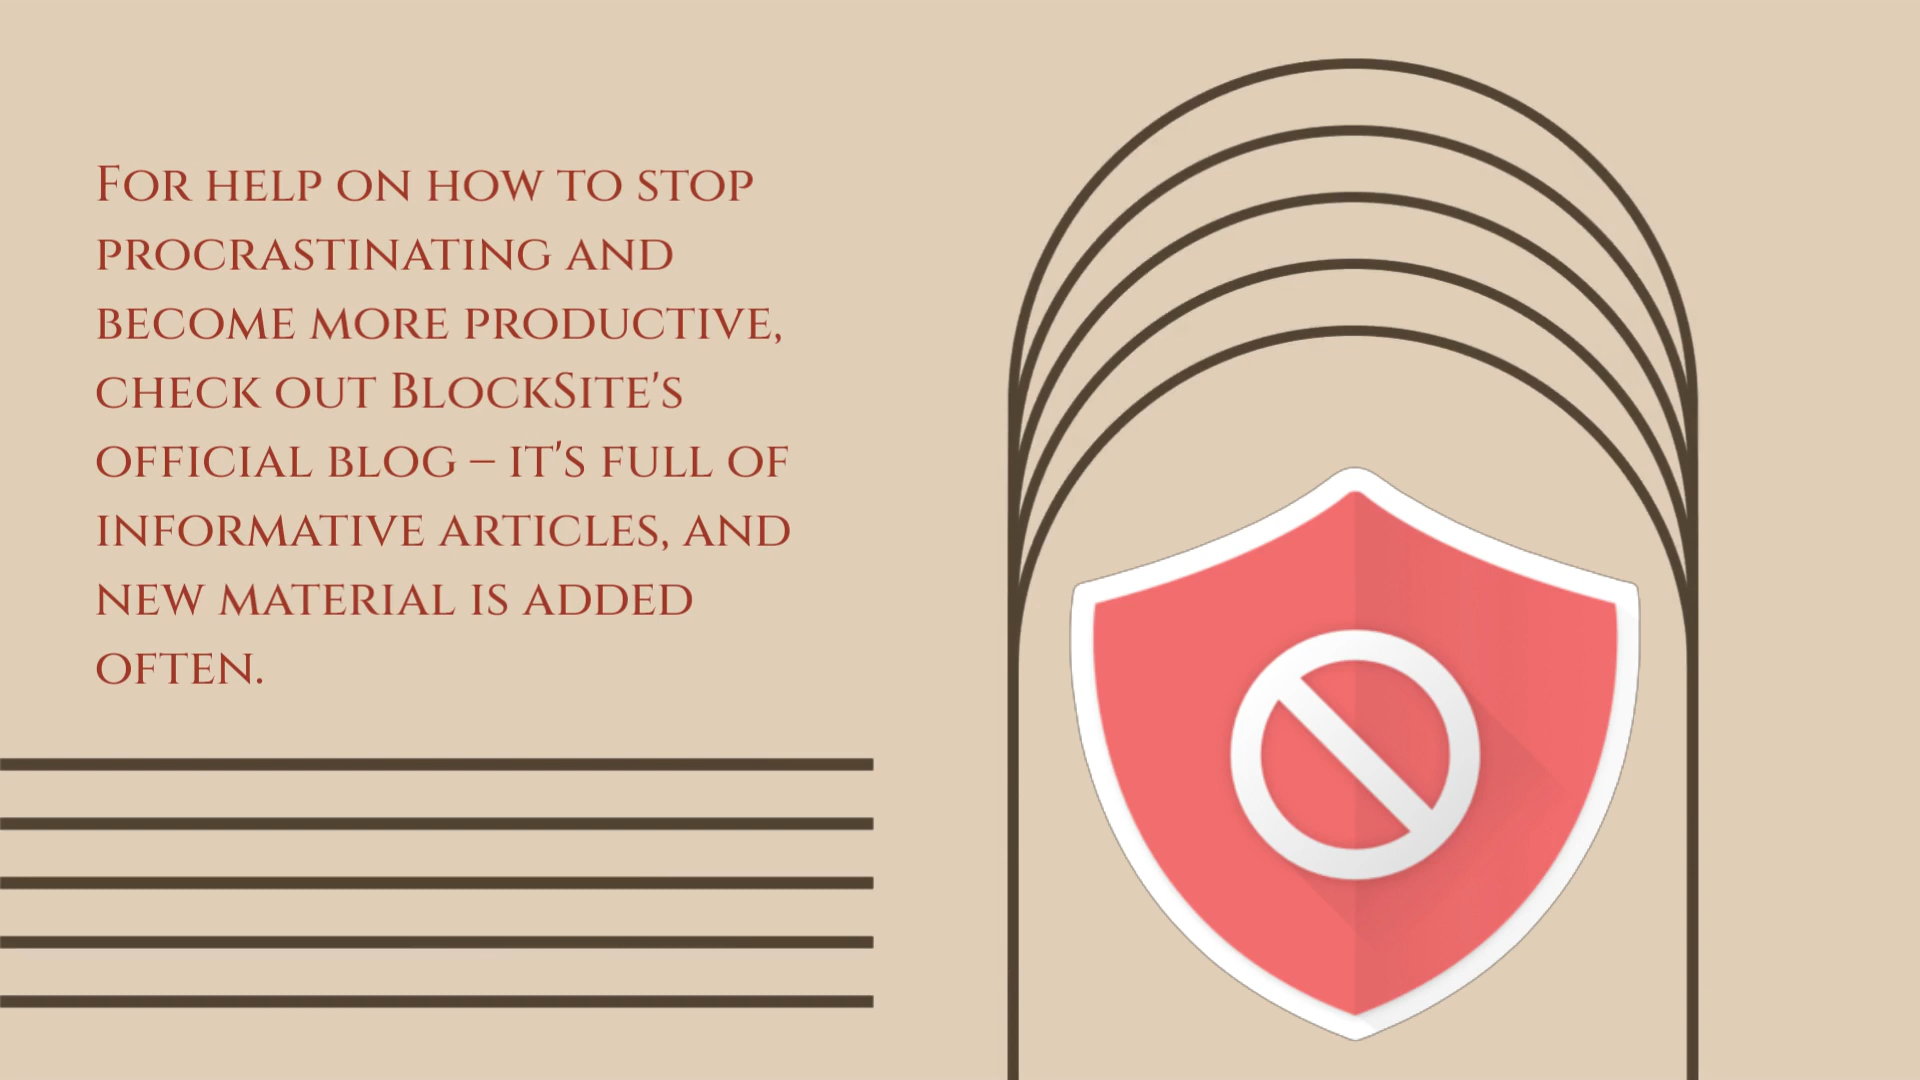 For help on how to stop
procrastinating and
become more productive,
check out BlockSite's
official blog – it's full of
informative articles, and
new material is added
often.